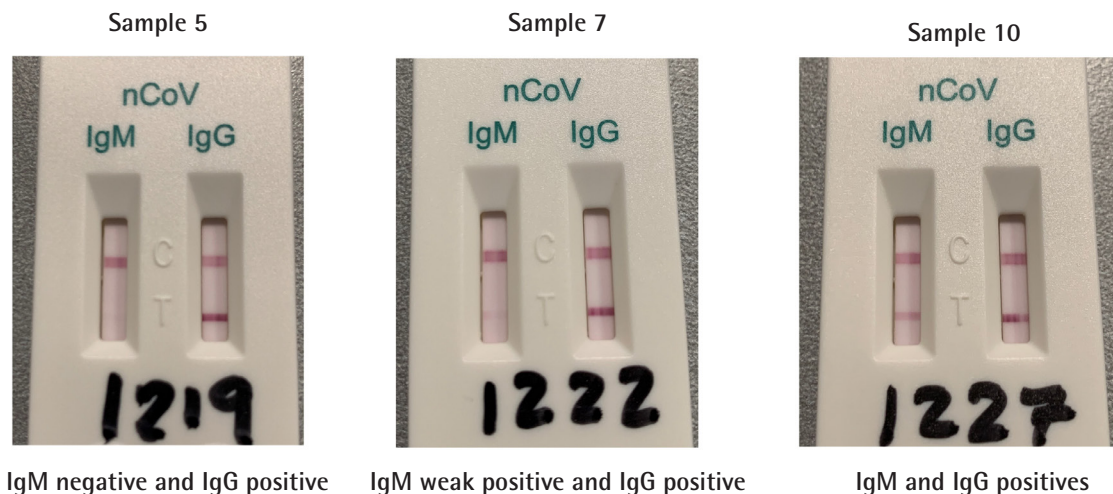 Sample 5
nCoV
IgM IgG
C
T
1219
IgM negative and IgG positive
Sample 7
nCoV
IgM IgG
C
T
1222
IgM weak positive and IgG positive
Sample 10
nCoV
IgM IgG
C
T
1227
IgM and IgG positives